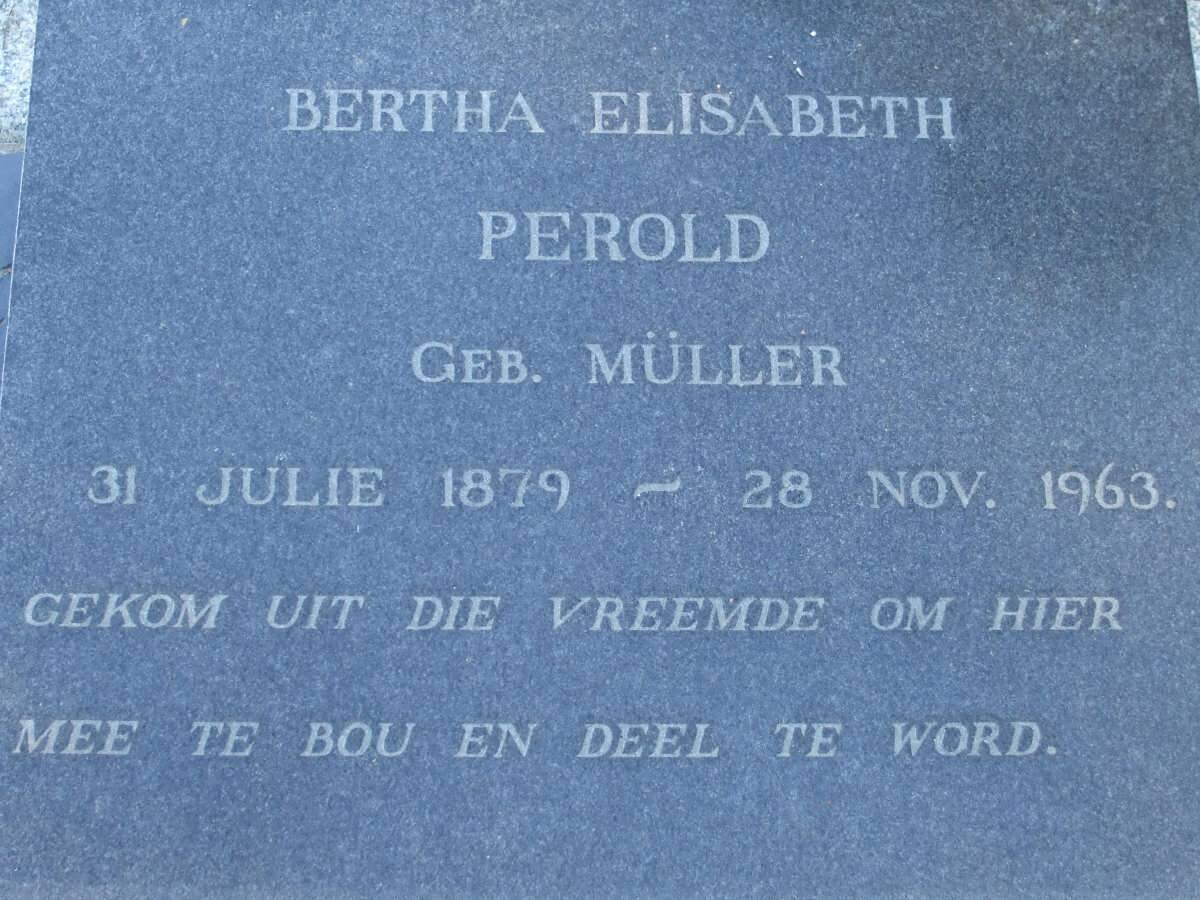 BERTHA ELISABETH
PEROLD
GEB. MÜLLER
31 JULIE 1879 ~ 28 NOV. 1963.
GEKOM UIT DIE VREEMDE OM HIER
MEE TE BOU EN DEEL TE WORD.